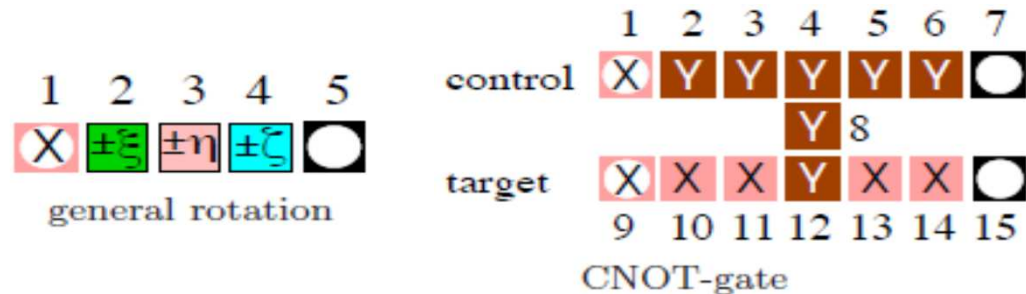 1 2 3 4 5
X ±ξ ±η ±ζ
general rotation
1 2 3 4 5 6 7
control X Y Y Y Y Y
Y 8
target X X X Y X X
9 10 11 12 13 14 15
CNOT-gate